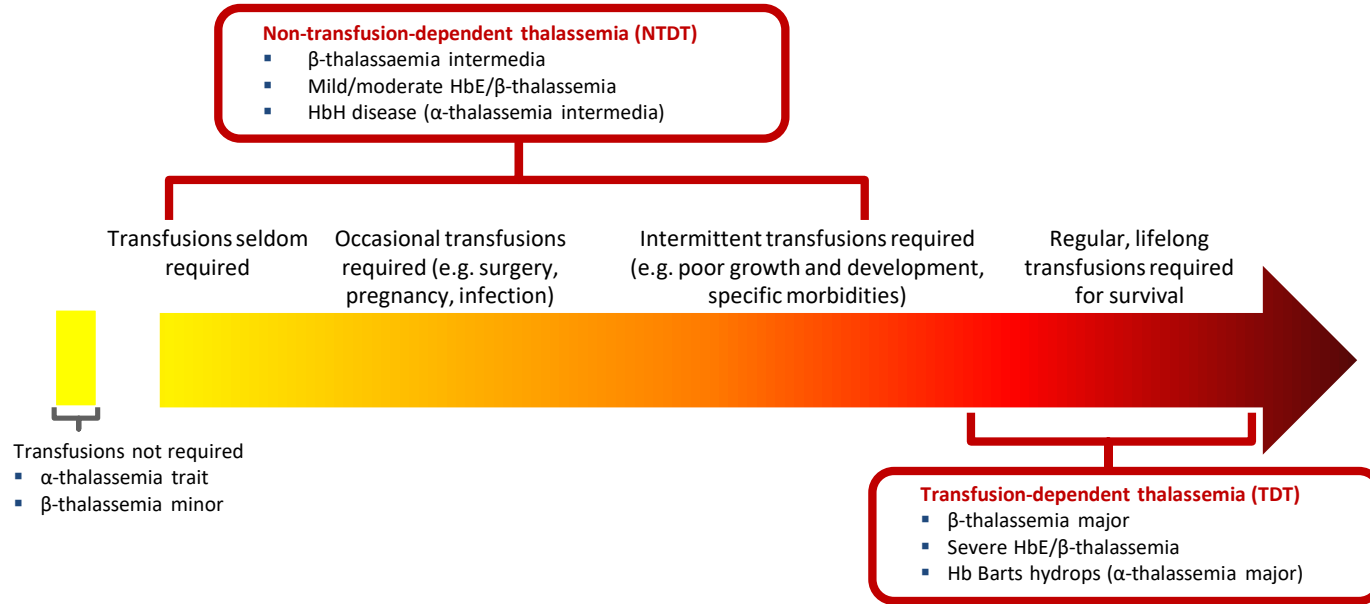 Non-transfusion-dependent thalassemia (NTDT)
▪ β-thalassaemia intermedia
▪ Mild/moderate HbE/β-thalassemia
▪ HbH disease (α-thalassemia intermedia)
Transfusions seldom
required
Occasional transfusions
required (e.g. surgery,
pregnancy, infection)
Intermittent transfusions required
(e.g. poor growth and development,
specific morbidities)
Regular, lifelong
transfusions required
for survival
Transfusions not required
▪ α-thalassemia trait
▪ β-thalassemia minor
Transfusion-dependent thalassemia (TDT)
▪ β-thalassemia major
▪ Severe HbE/β-thalassemia
▪ Hb Barts hydrops (α-thalassemia major)